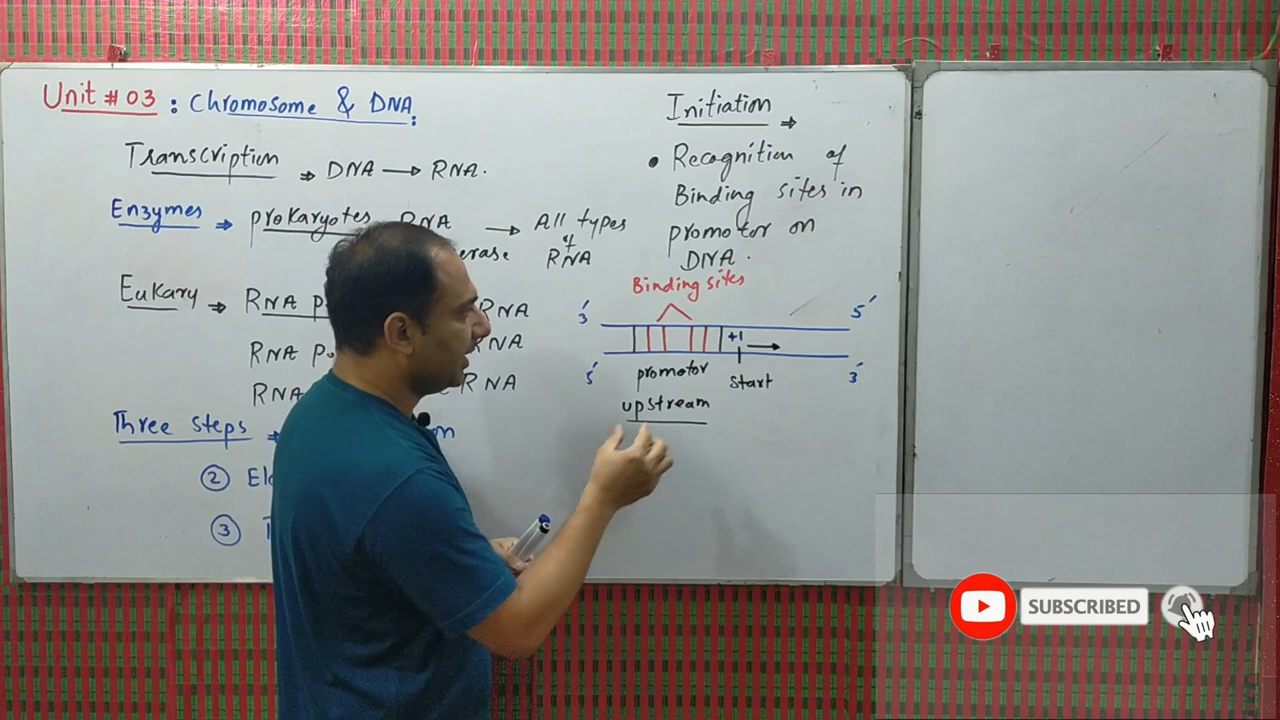 Unit # 03 : Chromosome & DNA.
Transcription ⇒ DNA → RNA.
Enzymes ⇒ prokaryotes RNA → All types
of
erase RNA
Eukary ⇒ RNA p RNA
RNA po RNA
RNA RNA
Three steps ⇒ on
② El
③
Initiation ⇒
• Recognition of
Binding sites in
promotor on
DNA.
Binding sites
3′ 5′
+1 →
5′ 3′
promotor Start
upstream
SUBSCRIBED